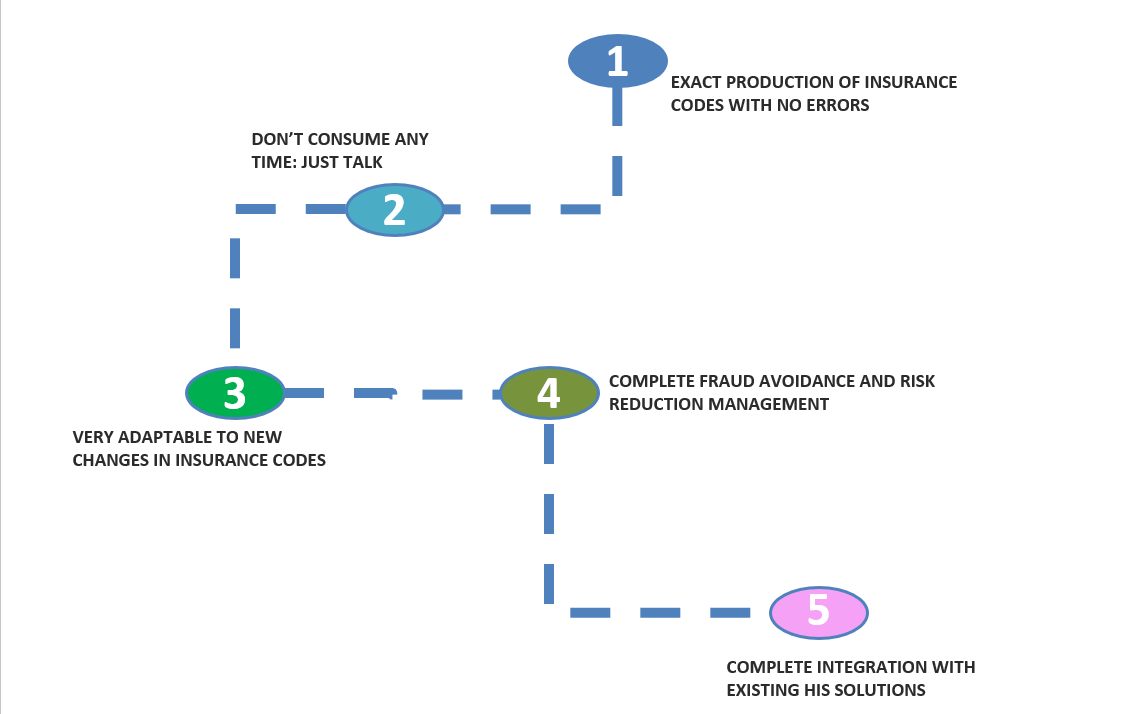 1
EXACT PRODUCTION OF INSURANCE
CODES WITH NO ERRORS
DON’T CONSUME ANY
TIME: JUST TALK
2
3
VERY ADAPTABLE TO NEW
CHANGES IN INSURANCE CODES
4
COMPLETE FRAUD AVOIDANCE AND RISK
REDUCTION MANAGEMENT
5
COMPLETE INTEGRATION WITH
EXISTING HIS SOLUTIONS